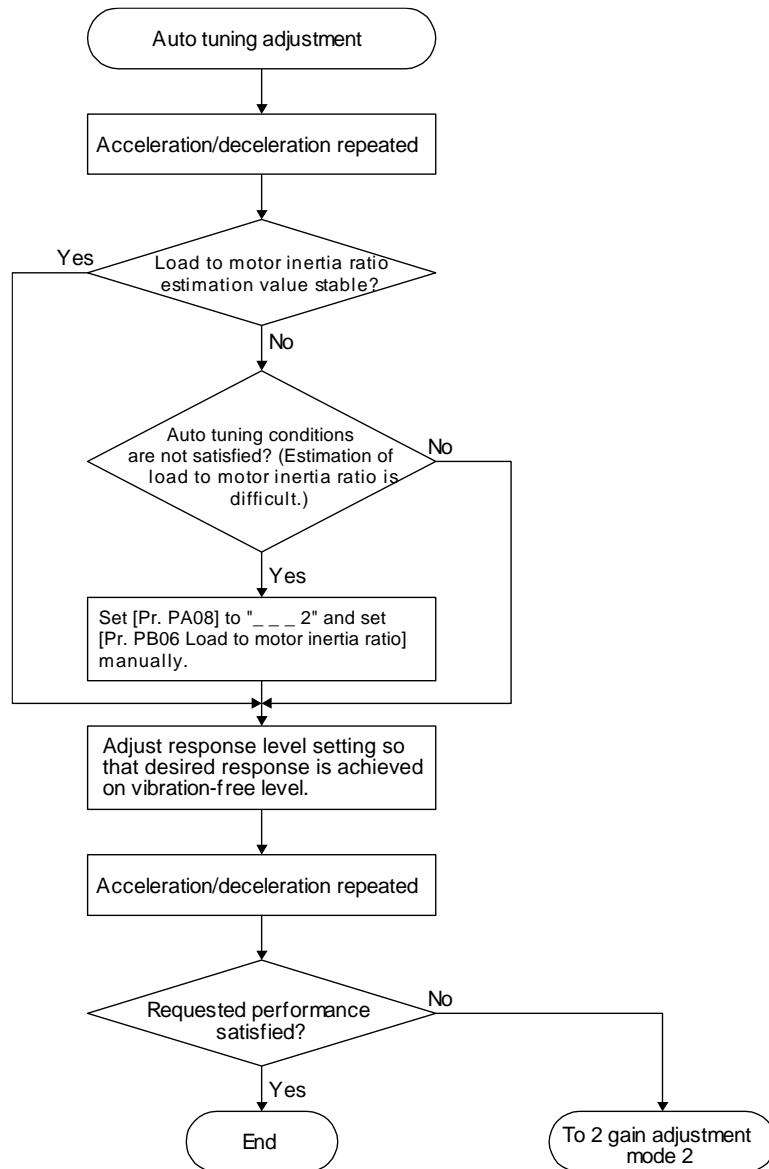 Auto tuning adjustment
Acceleration/deceleration repeated
Yes
Load to motor inertia ratio
estimation value stable?
No
Auto tuning conditions
are not satisfied? (Estimation of
load to motor inertia ratio is
difficult.)
No
Yes
Set [Pr. PA08] to "_ _ _ 2" and set
[Pr. PB06 Load to motor inertia ratio]
manually.
Adjust response level setting so
that desired response is achieved
on vibration-free level.
Acceleration/deceleration repeated
Requested performance
satisfied?
No
Yes
End
To 2 gain adjustment
mode 2